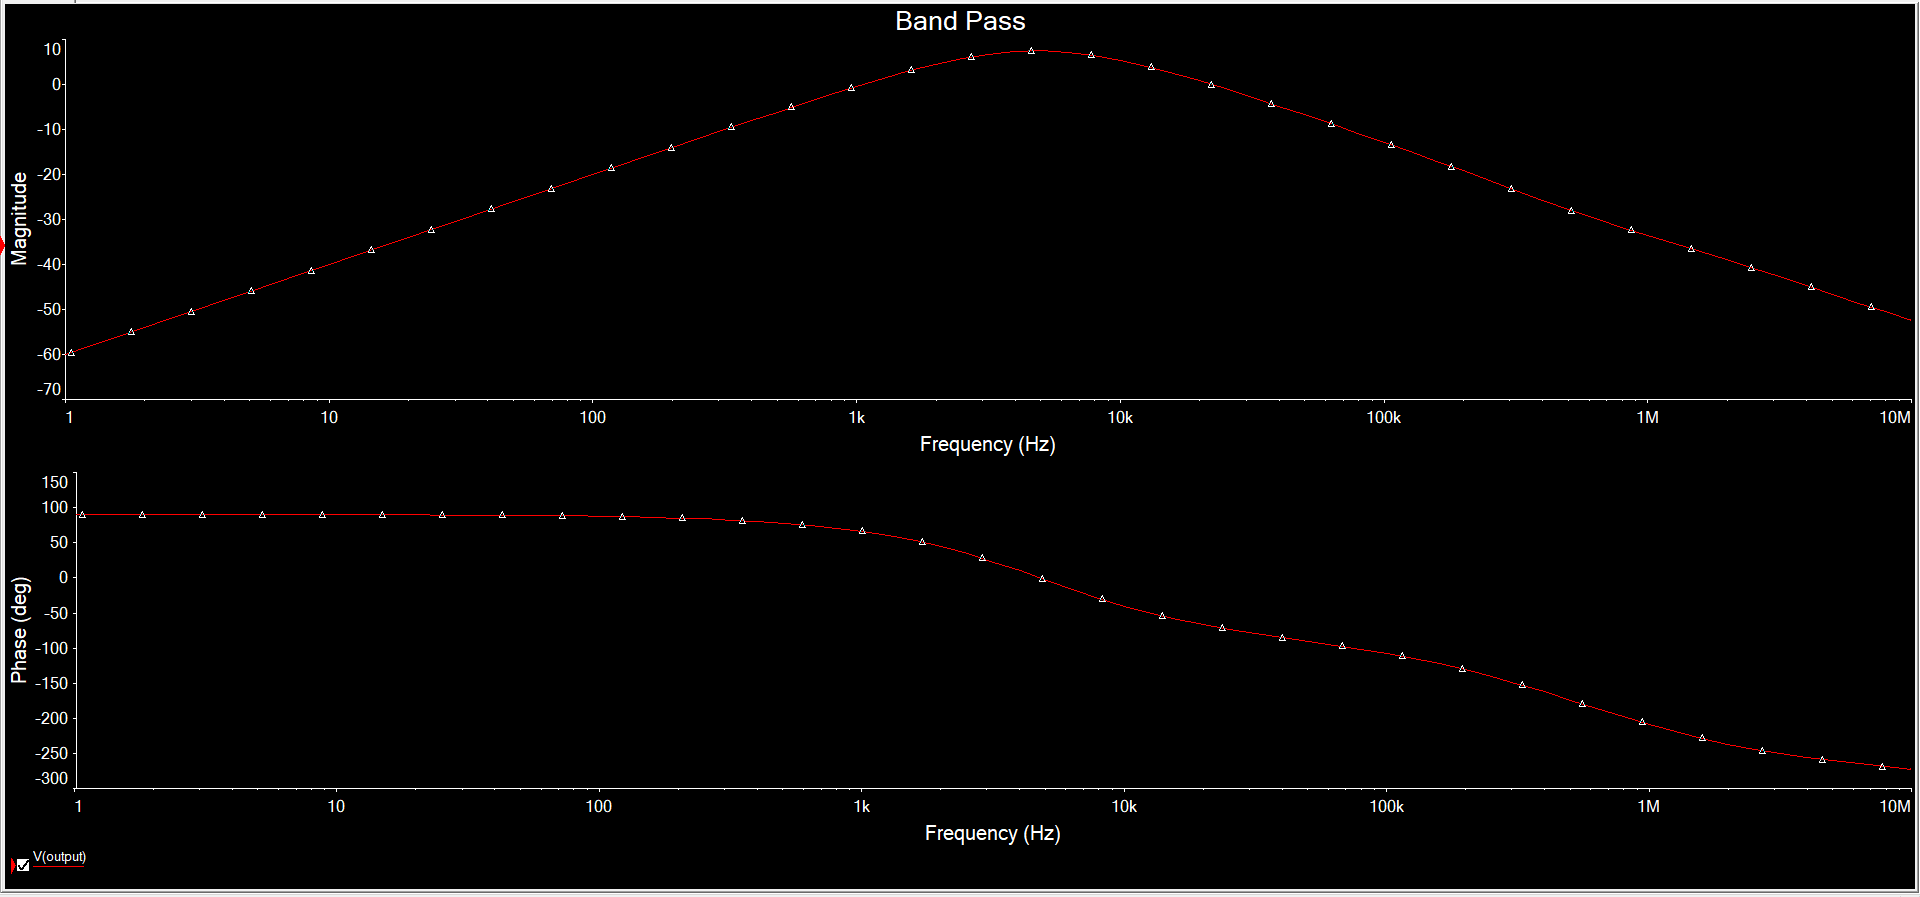 Band Pass
10
0
-10
-20
-30
-40
-50
-60
-70
Magnitude
1 10 100 1k 10k 100k 1M 10M
Frequency (Hz)
150
100
50
0
-50
-100
-150
-200
-250
-300
Phase (deg)
1 10 100 1k 10k 100k 1M 10M
Frequency (Hz)
V(output)